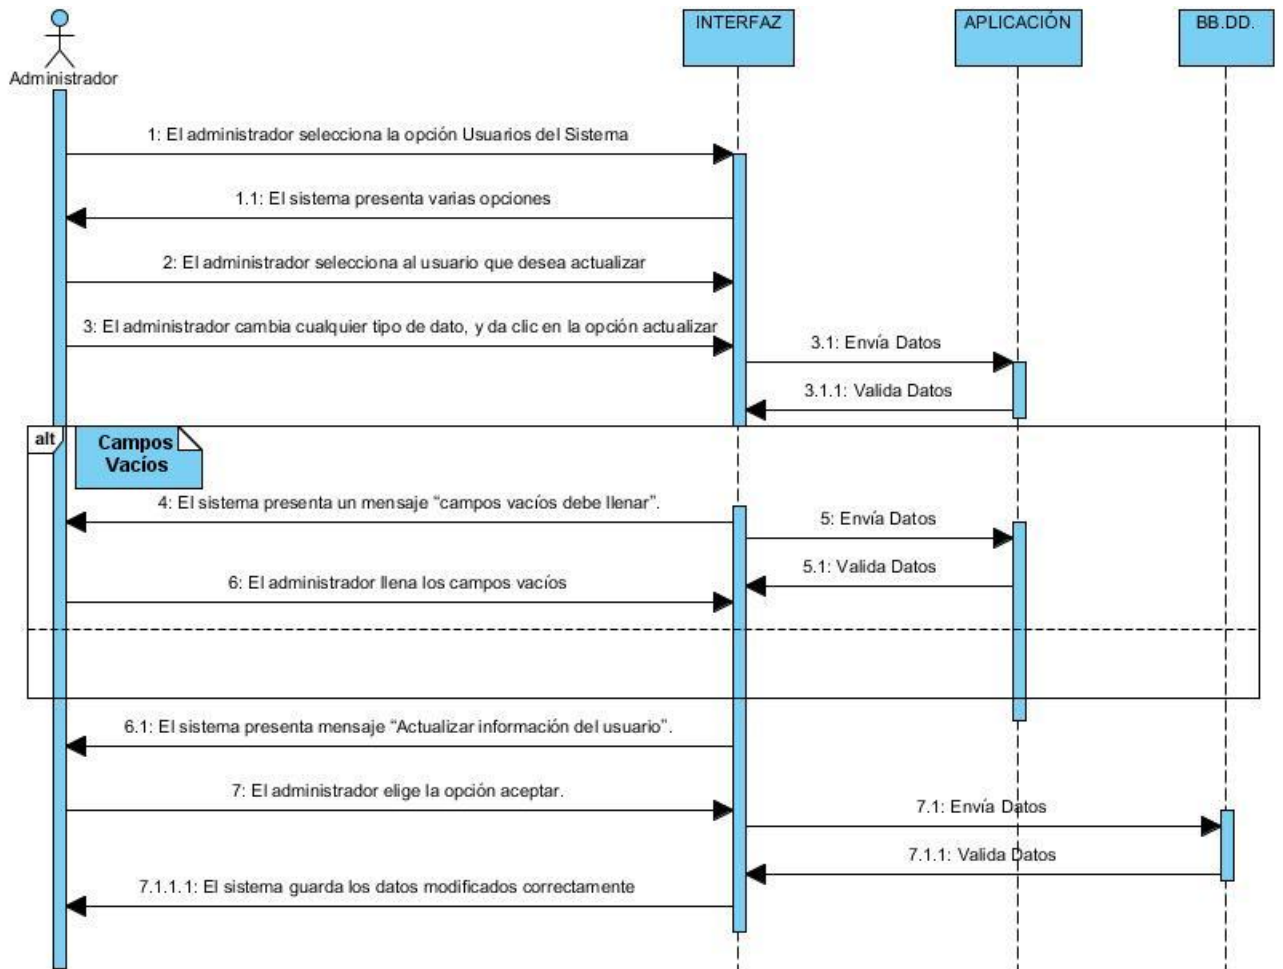 INTERFAZ
APLICACIÓN
BB.DD.
Administrador
1: El administrador selecciona la opción Usuarios del Sistema
1.1: El sistema presenta varias opciones
2: El administrador selecciona al usuario que desea actualizar
3: El administrador cambia cualquier tipo de dato, y da clic en la opción actualizar
3.1: Envía Datos
3.1.1: Valida Datos
alt
Campos
Vacíos
4: El sistema presenta un mensaje “campos vacíos debe llenar”.
5: Envía Datos
5.1: Valida Datos
6: El administrador llena los campos vacíos
6.1: El sistema presenta mensaje “Actualizar información del usuario”.
7: El administrador elige la opción aceptar.
7.1: Envía Datos
7.1.1: Valida Datos
7.1.1.1: El sistema guarda los datos modificados correctamente